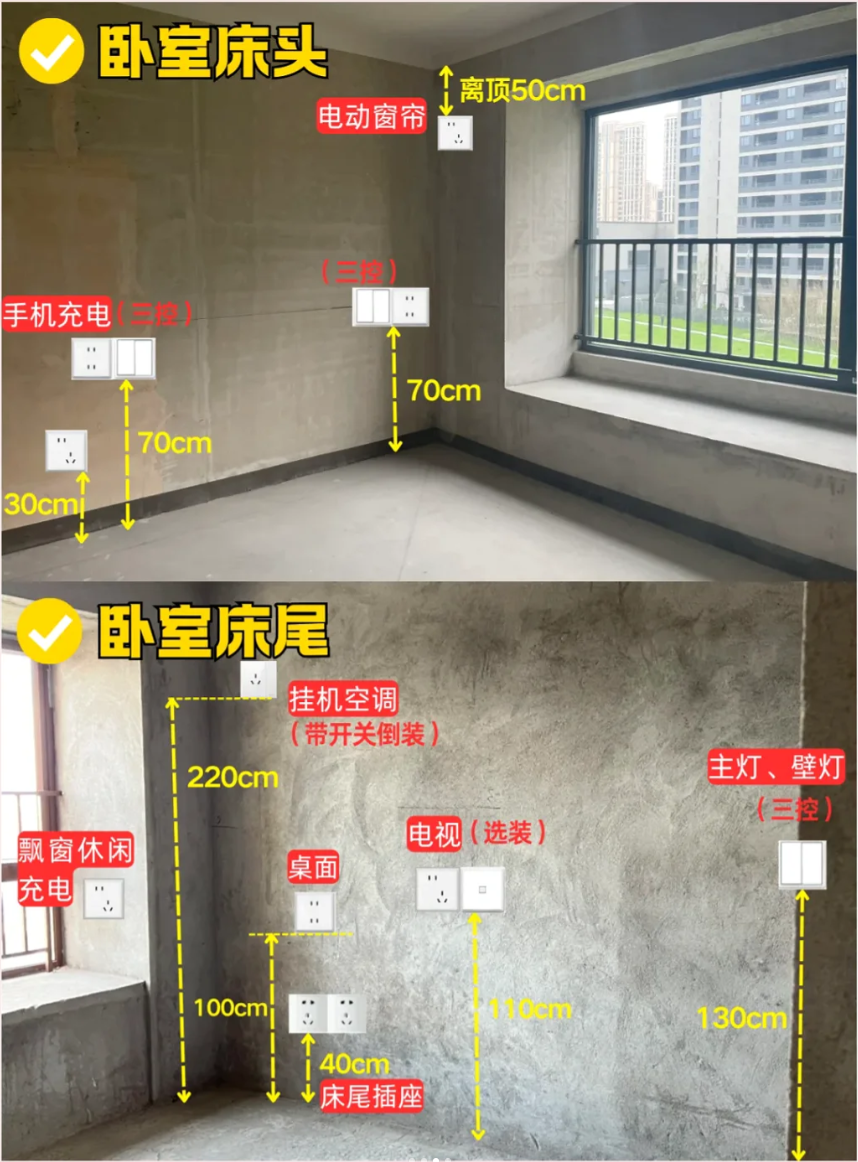 卧室床头
离顶50cm
电动窗帘
（三控）
手机充电（三控）
70cm
70cm
30cm
卧室床尾
挂机空调
（带开关倒装）
220cm
主灯、壁灯
（三控）
电视（选装）
飘窗休闲
充电
桌面
100cm
110cm
130cm
40cm
床尾插座